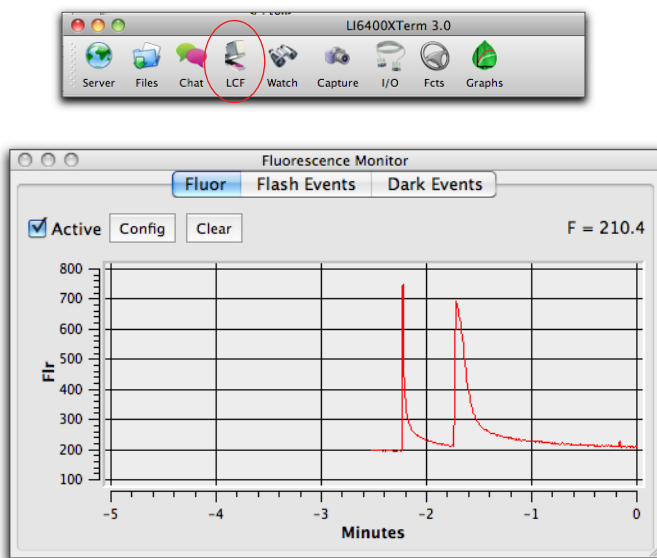 LI6400XTerm 3.0
Server Files Chat LCF Watch Capture I/O Fcts Graphs
Fluorescence Monitor
Fluor Flash Events Dark Events
Active Config Clear F = 210.4
800
700
600
500
400
300
200
100
Flr
-5 -4 -3 -2 -1 0
Minutes